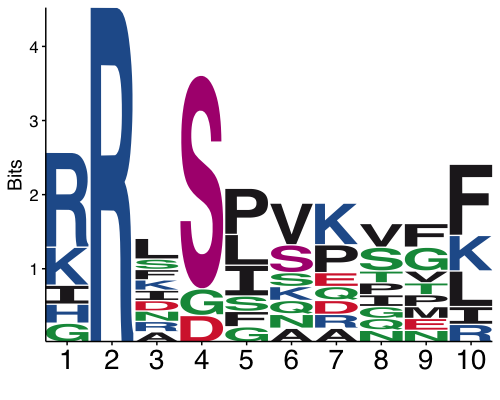 Bits
4
3
2
1
R K I H G
R
L S F K I D N R A
S G D
P L I S F G
V S S K Q N A
K P E Q D R A
V S T P I G Q N
F G V T P M E N
F K L I R
1 2 3 4 5 6 7 8 9 10